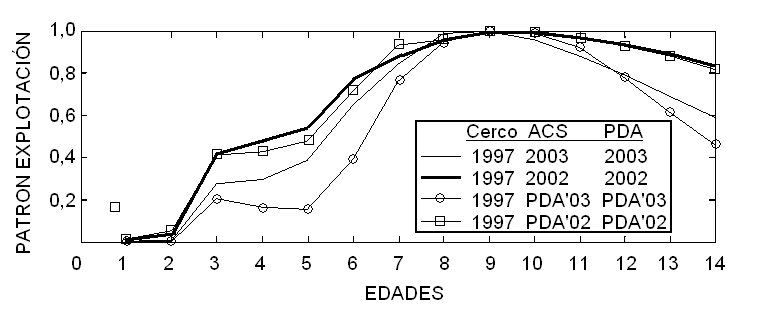 PATRON EXPLOTACIÓN
1,0
0,8
0,6
0,4
0,2
0 1 2 3 4 5 6 7 8 9 10 11 12 13 14
EDADES
Cerco ACS PDA
1997 2003 2003
1997 2002 2002
1997 PDA'03 PDA'03
1997 PDA'02 PDA'02